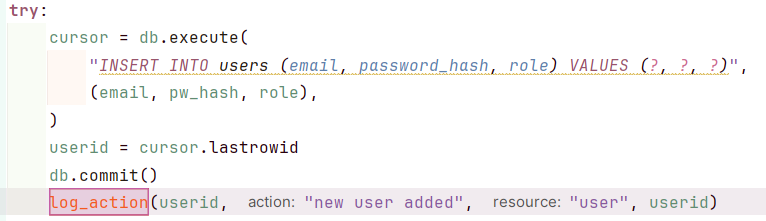 try:
cursor = db.execute(
"INSERT INTO users (email, password_hash, role) VALUES (?, ?, ?)",
(email, pw_hash, role),
)
userid = cursor.lastrowid
db.commit()
log_action(userid, action: "new user added", resource: "user", userid)